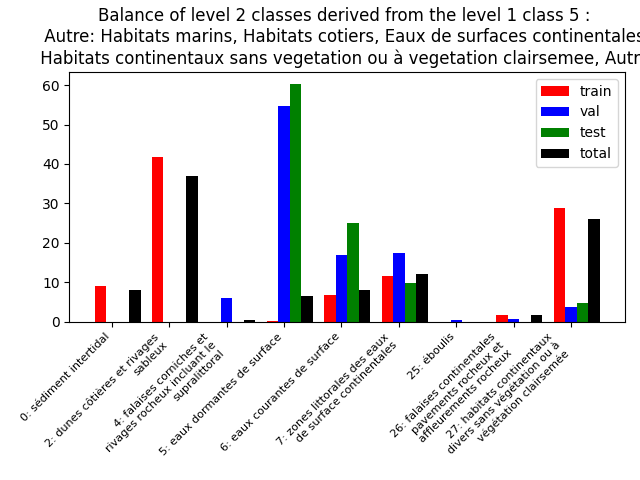 Balance of level 2 classes derived from the level 1 class 5 :
Autre: Habitats marins, Habitats cotiers, Eaux de surfaces continentales
Habitats continentaux sans vegetation ou à vegetation clairsemee, Autr
60
50
40
30
20
10
0
train
val
test
total
0: sédiment intertidal
2: dunes côtières et rivages
sableux
4: falaises corniches et
rivages rocheux incluant le
supralittoral
5: eaux dormantes de surface
6: eaux courantes de surface
7: zones littorales des eaux
de surface continentales
25: éboulis
26: falaises continentales
pavements rocheux et
affleurements rocheux
27: habitats continentaux
divers sans végétation ou à
végétation clairsemée